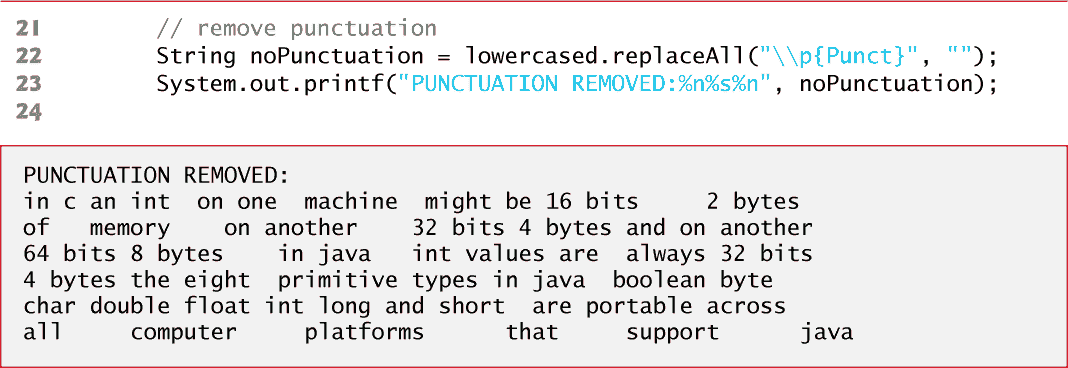 21 // remove punctuation
22 String noPunctuation = lowercased.replaceAll("\\p{Punct}", "");
23 System.out.printf("PUNCTUATION REMOVED:%n%s%n", noPunctuation);
24
PUNCTUATION REMOVED:
in c an int  on one  machine  might be 16 bits     2 bytes
of   memory    on another    32 bits 4 bytes and on another
64 bits 8 bytes    in java   int values are  always 32 bits
4 bytes the eight  primitive types in java  boolean byte
char double float int long and short  are portable across
all     computer     platforms      that     support      java